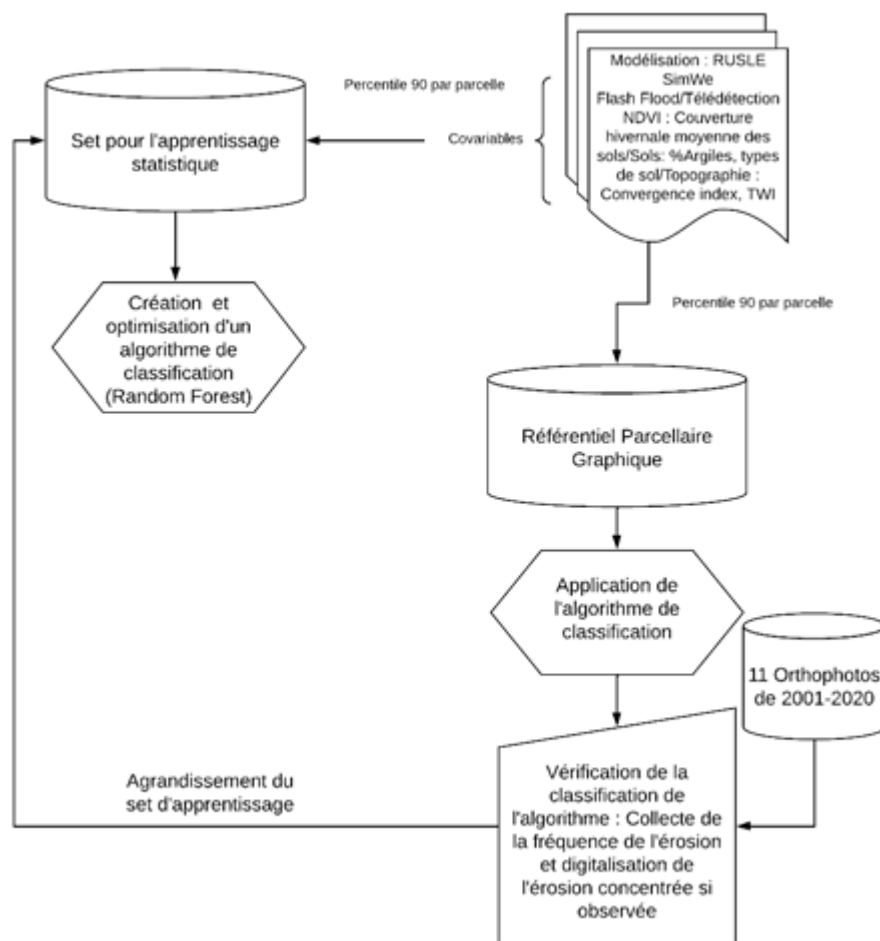 Modélisation : RUSLE
SimWe
Flash Flood/Télédétection
NDVI : Couverture
hivernale moyenne des
sols/Sols: %Argiles, types
de sol/Topographie :
Convergence index, TWI
Percentile 90 par parcelle
Covariables
Set pour l'apprentissage
statistique
Création et
optimisation d'un
algorithme de
classification
(Random Forest)
Percentile 90 par parcelle
Référentiel Parcellaire
Graphique
Application de
l'algorithme de
classification
11 Orthophotos
de 2001-2020
Vérification de la
classification de
l'algorithme : Collecte de
la fréquence de l'érosion
et digitalisation de
l'érosion concentrée si
observée
Agrandissement du
set d'apprentissage